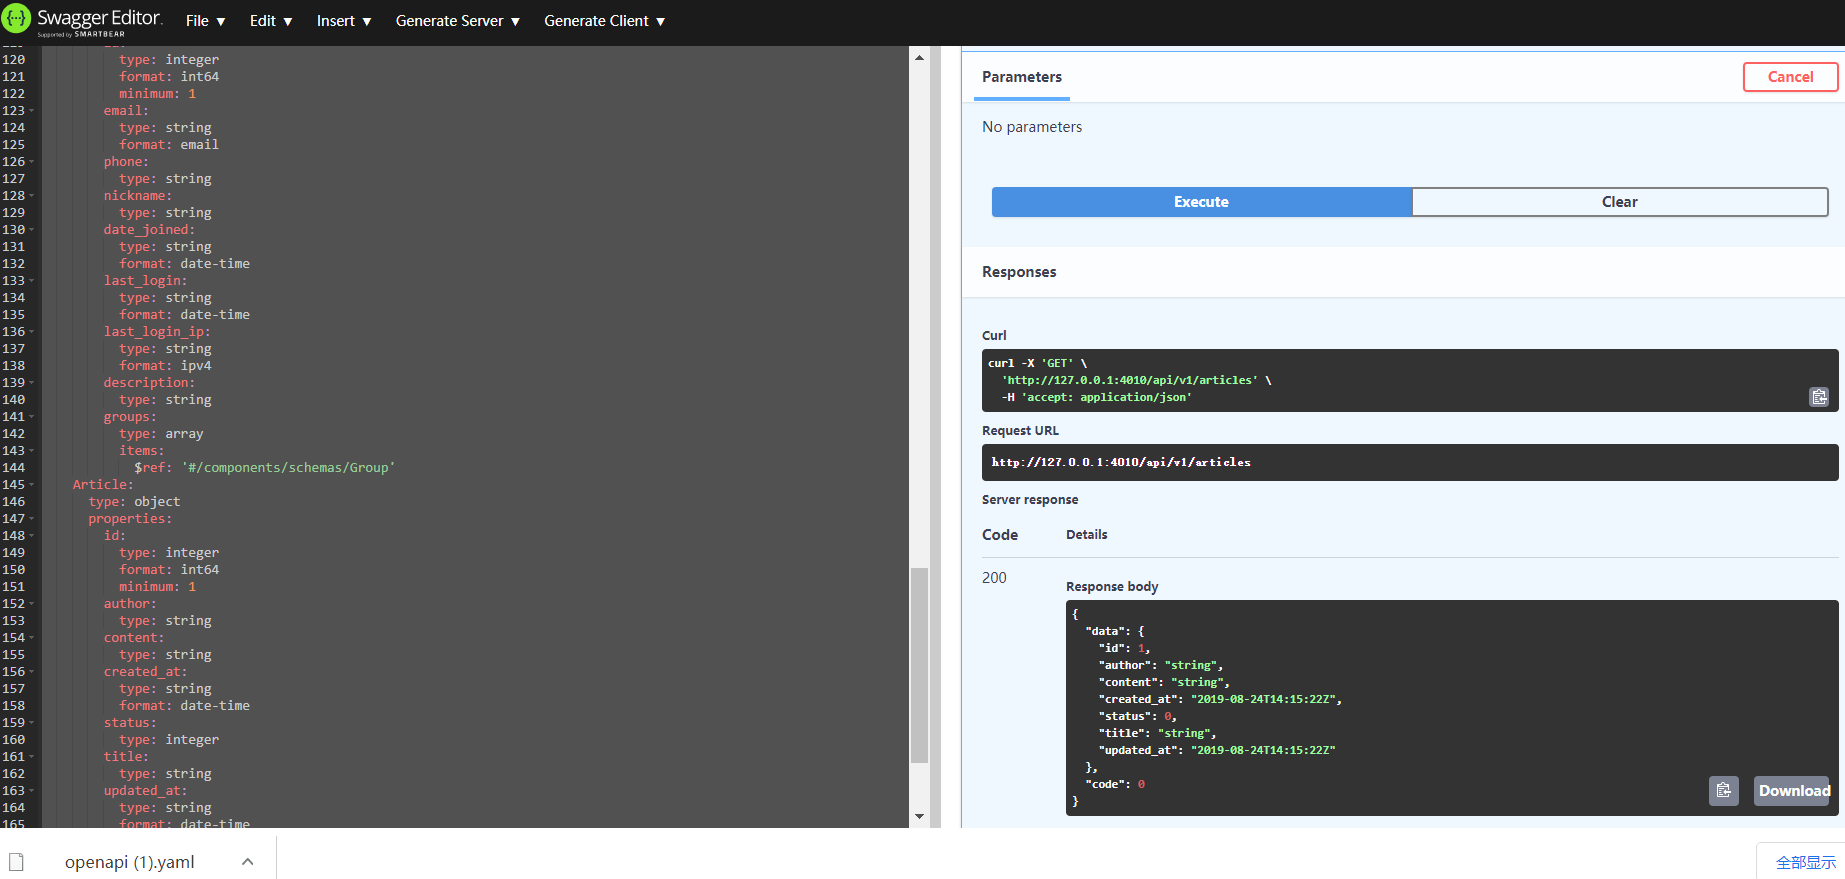 Swagger Editor.
Supported by SMARTBEAR
File ▼
Edit ▼
Insert ▼
Generate Server ▼
Generate Client ▼
120 type: integer
121 format: int64
122 minimum: 1
123 email:
124 type: string
125 format: email
126 phone:
127 type: string
128 nickname:
129 type: string
130 date_joined:
131 type: string
132 format: date-time
133 last_login:
134 type: string
135 format: date-time
136 last_login_ip:
137 type: string
138 format: ipv4
139 description:
140 type: string
141 groups:
142 type: array
143 items:
144 $ref: '#/components/schemas/Group'
145 Article:
146 type: object
147 properties:
148 id:
149 type: integer
150 format: int64
151 minimum: 1
152 author:
153 type: string
154 content:
155 type: string
156 created_at:
157 type: string
158 format: date-time
159 status:
160 type: integer
161 title:
162 type: string
163 updated_at:
164 type: string
165 format: date-time
Parameters
Cancel
No parameters
Execute
Clear
Responses
Curl
curl -X 'GET' \
'http://127.0.0.1:4010/api/v1/articles' \
-H 'accept: application/json'
Request URL
http://127.0.0.1:4010/api/v1/articles
Server response
Code Details
200
Response body
{
"data": {
"id": 1,
"author": "string",
"content": "string",
"created_at": "2019-08-24T14:15:22Z",
"status": 0,
"title": "string",
"updated_at": "2019-08-24T14:15:22Z"
},
"code": 0
}
Download
openapi (1).yaml
全部显示